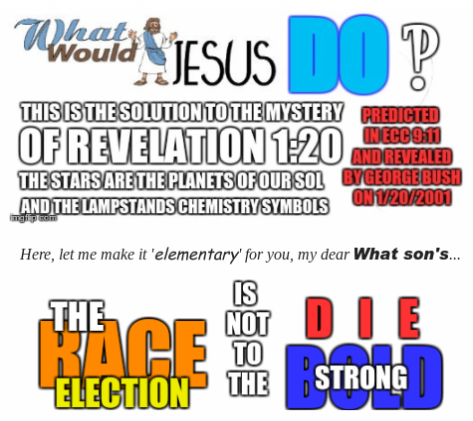 What Would JESUS DO ?
THIS IS THE SOLUTION TO THE MYSTERY
OF REVELATION 1:20
THE STARS ARE THE PLANETS OF OUR SOL
AND THE LAMPSTANDS CHEMISTRY SYMBOLS
PREDICTED
IN ECC 9:11
AND REVEALED
BY GEORGE BUSH
ON 1/20/2001
imgflip.com
Here, let me make it 'elementary' for you, my dear What son's...
THE
RACE
ELECTION
IS
NOT
TO
THE
D I E
BOLD
STRONG